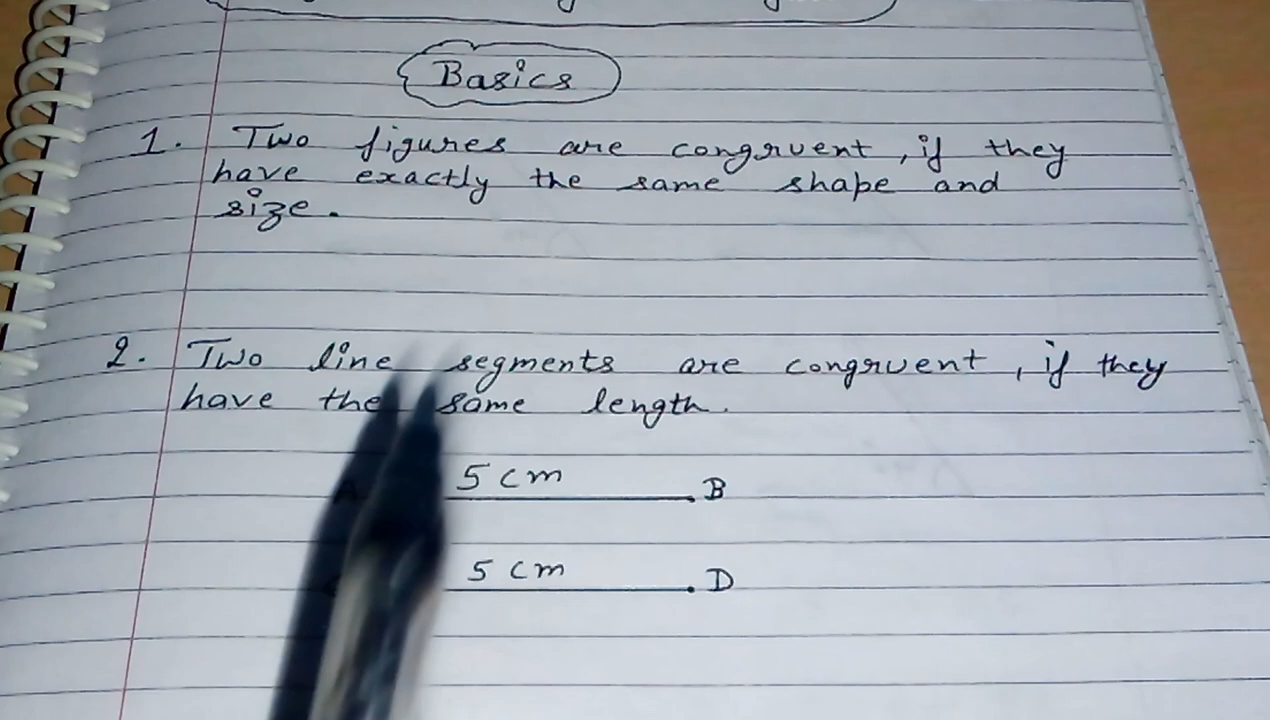 Basics
1. Two figures are congruent, if they
have exactly the same shape and
size.
2. Two line segments are congruent, if they
have the same length.
5 cm
A B
5 cm
D